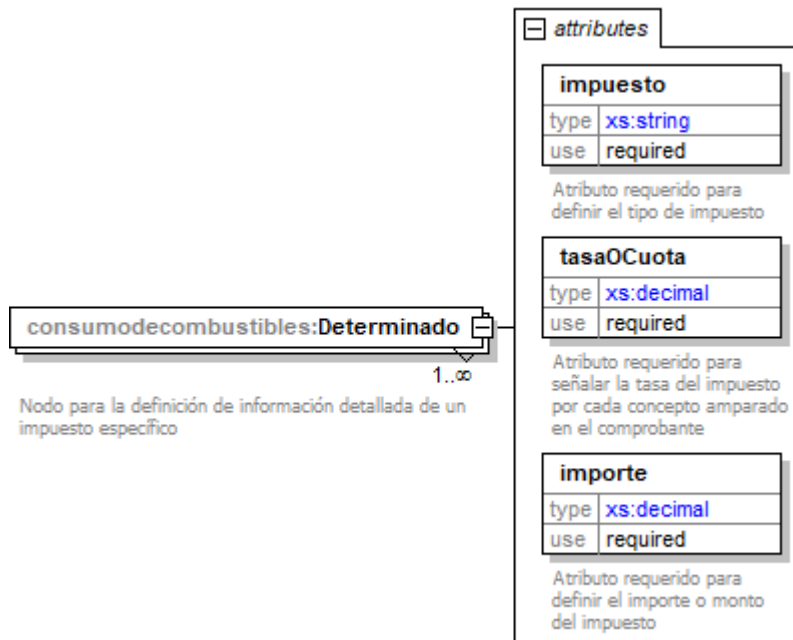 attributes
impuesto
type xs:string
use required
Atributo requerido para
definir el tipo de impuesto
tasaOCuota
type xs:decimal
use required
Atributo requerido para
señalar la tasa del impuesto
por cada concepto amparado
en el comprobante
consumodecombustibles:Determinado
1..∞
Nodo para la definición de información detallada de un
impuesto específico
importe
type xs:decimal
use required
Atributo requerido para
definir el importe o monto
del impuesto